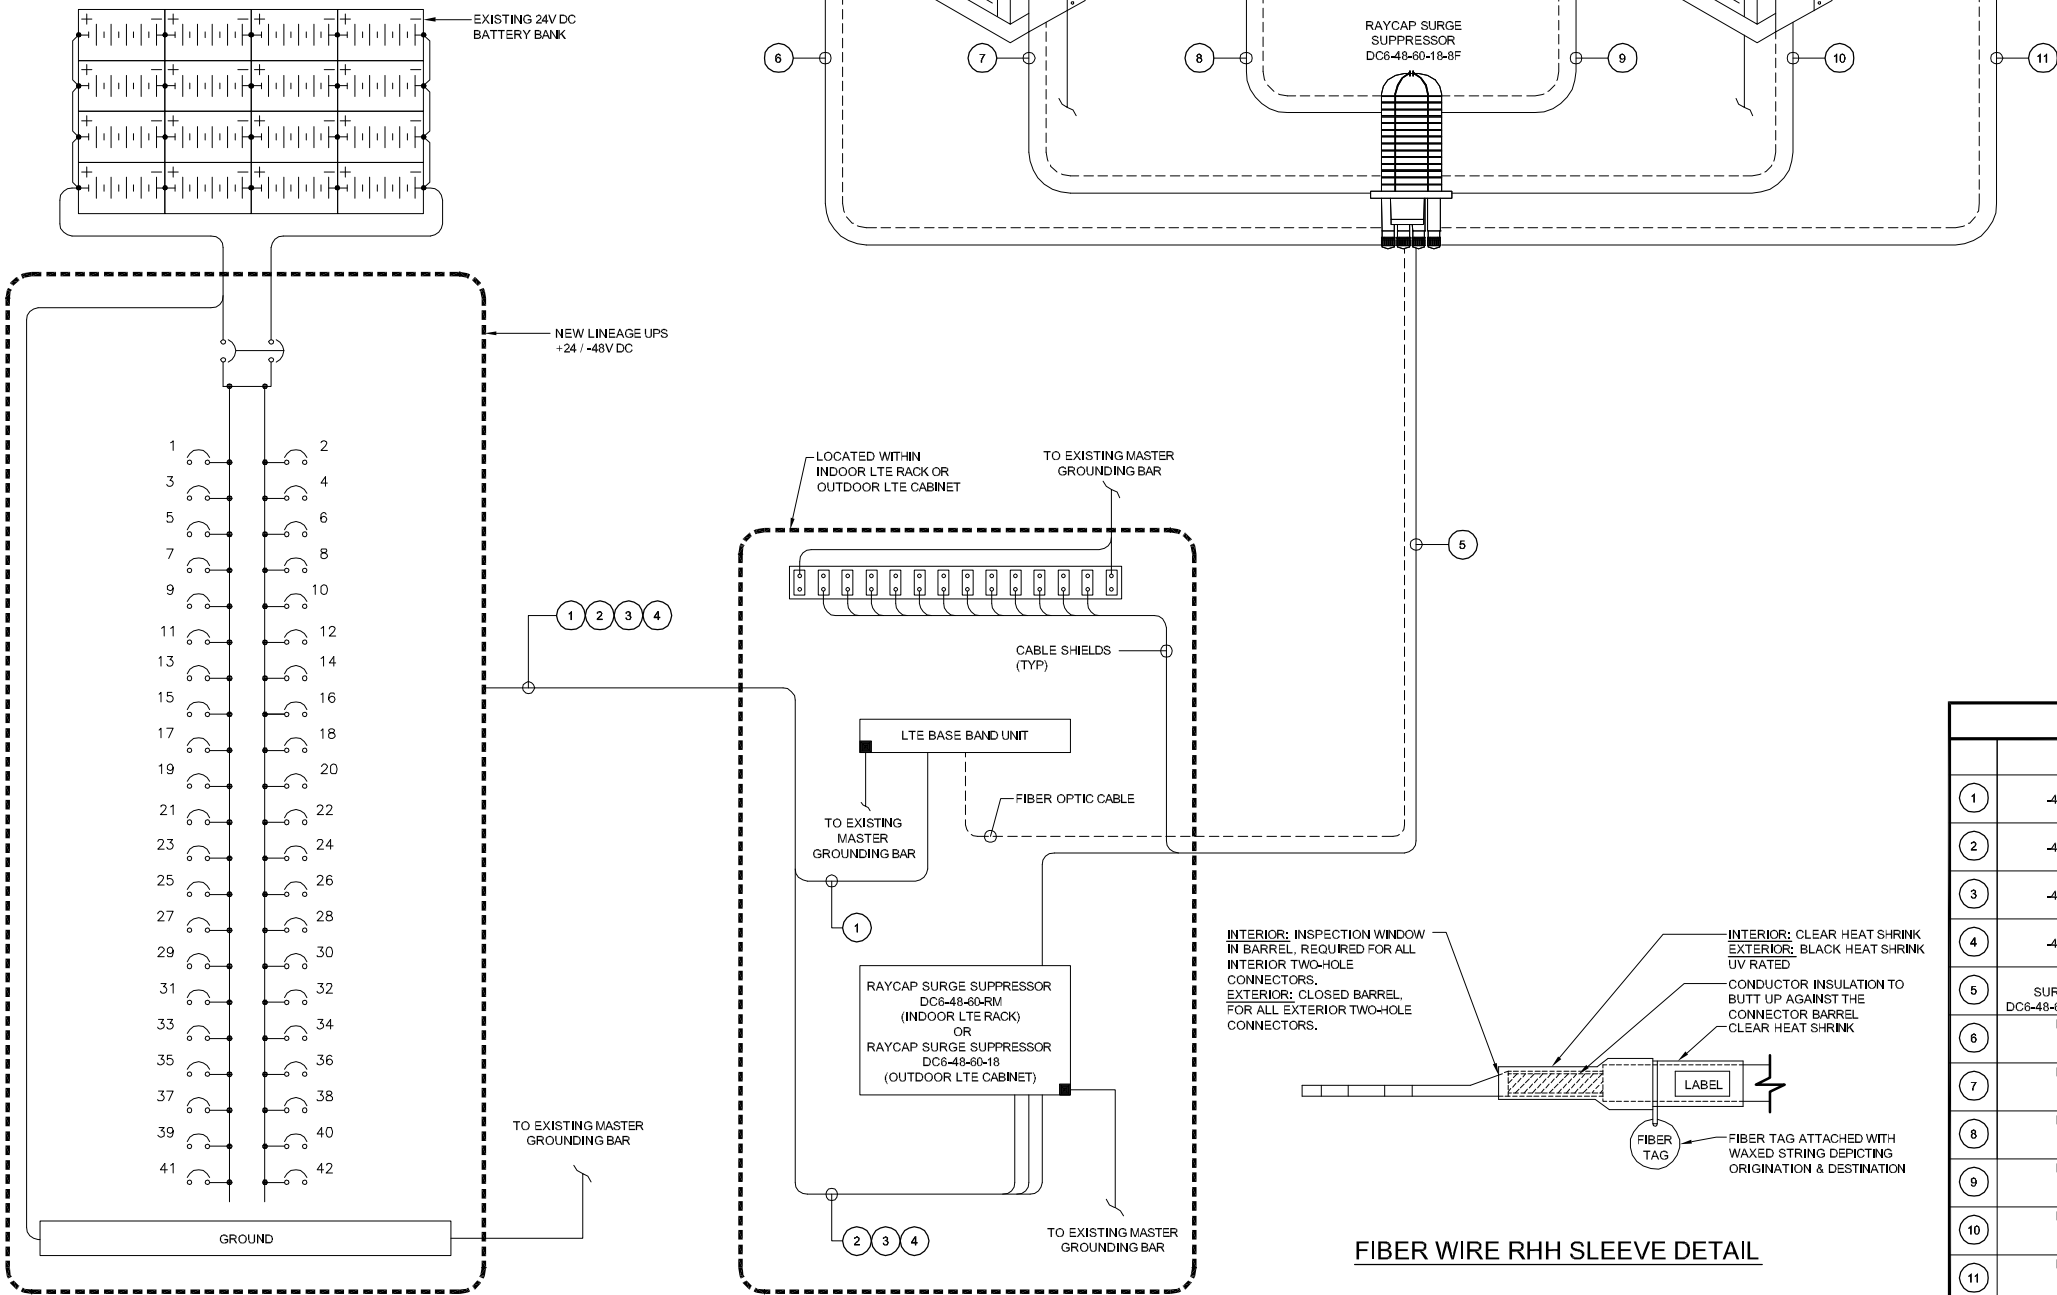 EXISTING 24V DC
BATTERY BANK
+ - + - + - + -
+ - + - + - + -
+ - + - + - + -
+ - + - + - + -
RAYCAP SURGE
SUPPRESSOR
DC6-48-60-18-8F
6
7
8
9
10
11
NEW LINEAGE UPS
+24 / -48V DC
1 2
3 4
5 6
7 8
9 10
11 12
13 14
15 16
17 18
19 20
21 22
23 24
25 26
27 28
29 30
31 32
33 34
35 36
37 38
39 40
41 42
GROUND
TO EXISTING MASTER
GROUNDING BAR
1 2 3 4
LOCATED WITHIN
INDOOR LTE RACK OR
OUTDOOR LTE CABINET
TO EXISTING MASTER
GROUNDING BAR
5
CABLE SHIELDS
(TYP)
LTE BASE BAND UNIT
FIBER OPTIC CABLE
TO EXISTING
MASTER
GROUNDING BAR
1
RAYCAP SURGE SUPPRESSOR
DC6-48-60-RM
(INDOOR LTE RACK)
OR
RAYCAP SURGE SUPPRESSOR
DC6-48-60-18
(OUTDOOR LTE CABINET)
2 3 4
TO EXISTING MASTER
GROUNDING BAR
INTERIOR: INSPECTION WINDOW
IN BARREL, REQUIRED FOR ALL
INTERIOR TWO-HOLE
CONNECTORS.
EXTERIOR: CLOSED BARREL,
FOR ALL EXTERIOR TWO-HOLE
CONNECTORS.
INTERIOR: CLEAR HEAT SHRINK
EXTERIOR: BLACK HEAT SHRINK
UV RATED
CONDUCTOR INSULATION TO
BUTT UP AGAINST THE
CONNECTOR BARREL
CLEAR HEAT SHRINK
LABEL
FIBER
TAG
FIBER TAG ATTACHED WITH
WAXED STRING DEPICTING
ORIGINATION & DESTINATION
FIBER WIRE RHH SLEEVE DETAIL
1 -4
2 -4
3 -4
4 -4
5 SUR
DC6-48-6
6
7
8
9
10
11